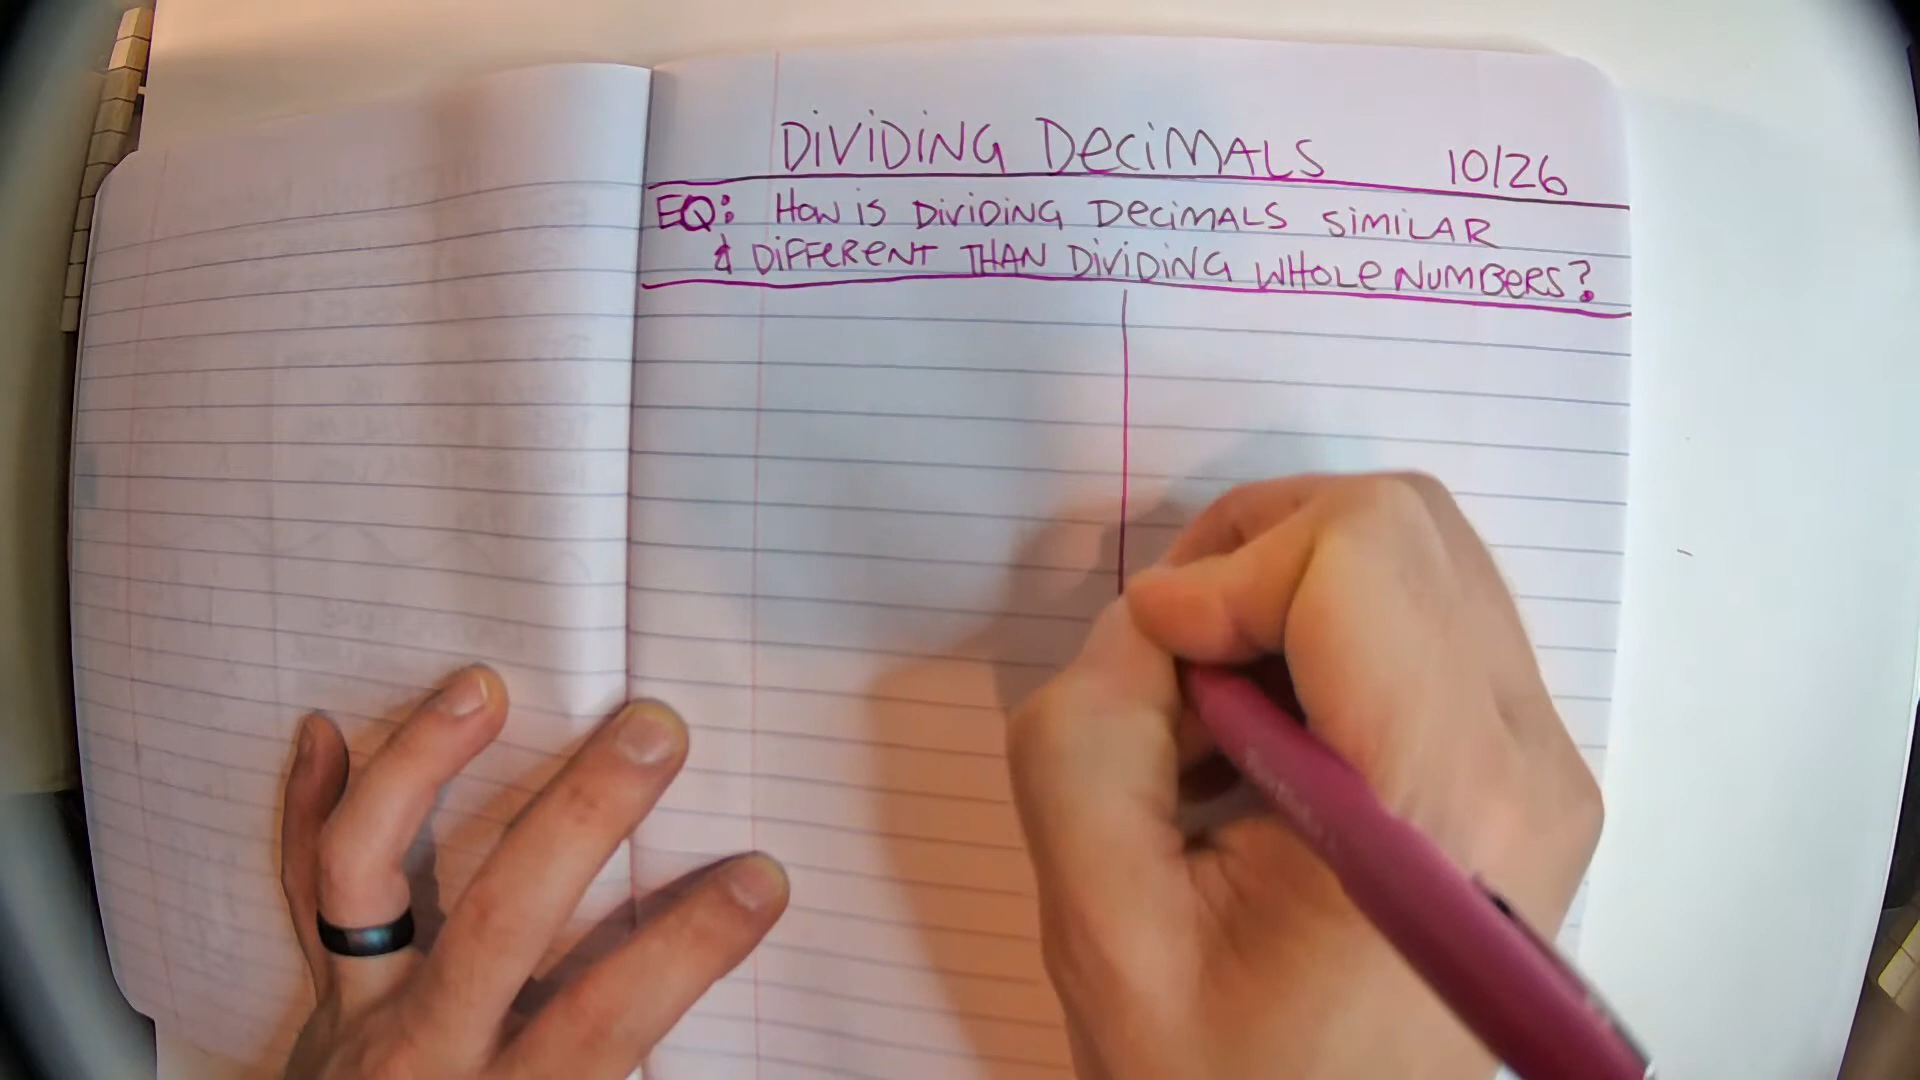 DiViDiNG DeCiMALS 10/26
EQ: How iS DiviDiNG DeCiMALS SiMiLAR
& DiFFERENT THAN DiViDiNG WHOLe NUMBeRS?